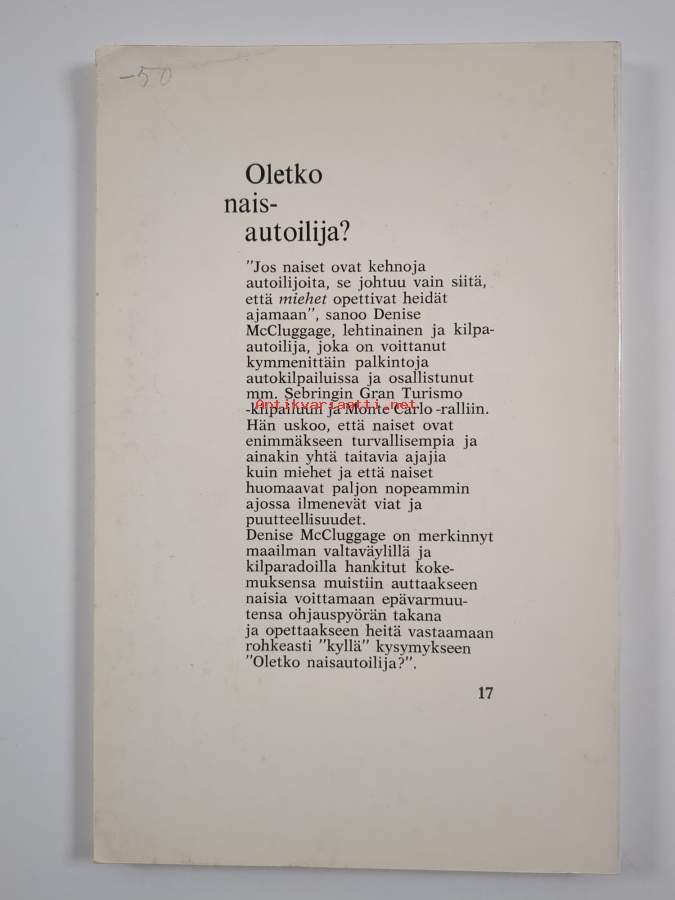 -50
Oletko
nais-
autoilija?
"Jos naiset ovat kehnoja
autoilijoita, se johtuu vain siitä,
että miehet opettivat heidät
ajamaan", sanoo Denise
McCluggage, lehtinainen ja kilpa-
autoilija, joka on voittanut
kymmenittäin palkintoja
autokilpailuissa ja osallistunut
mm. Sebringin Gran Turismo
-kilpailuun ja Monte Carlo -ralliin.
Antikvariaatti.net
Hän uskoo, että naiset ovat
enimmäkseen turvallisempia ja
ainakin yhtä taitavia ajajia
kuin miehet ja että naiset
huomaavat paljon nopeammin
ajossa ilmenevät viat ja
puutteellisuudet.
Denise McCluggage on merkinnyt
maailman valtaväylillä ja
kilparadoilla hankitut koke-
muksensa muistiin auttaakseen
naisia voittamaan epävarmuu-
tensa ohjauspyörän takana
ja opettaakseen heitä vastaamaan
rohkeasti "kyllä" kysymykseen
"Oletko naisautoilija?".
17